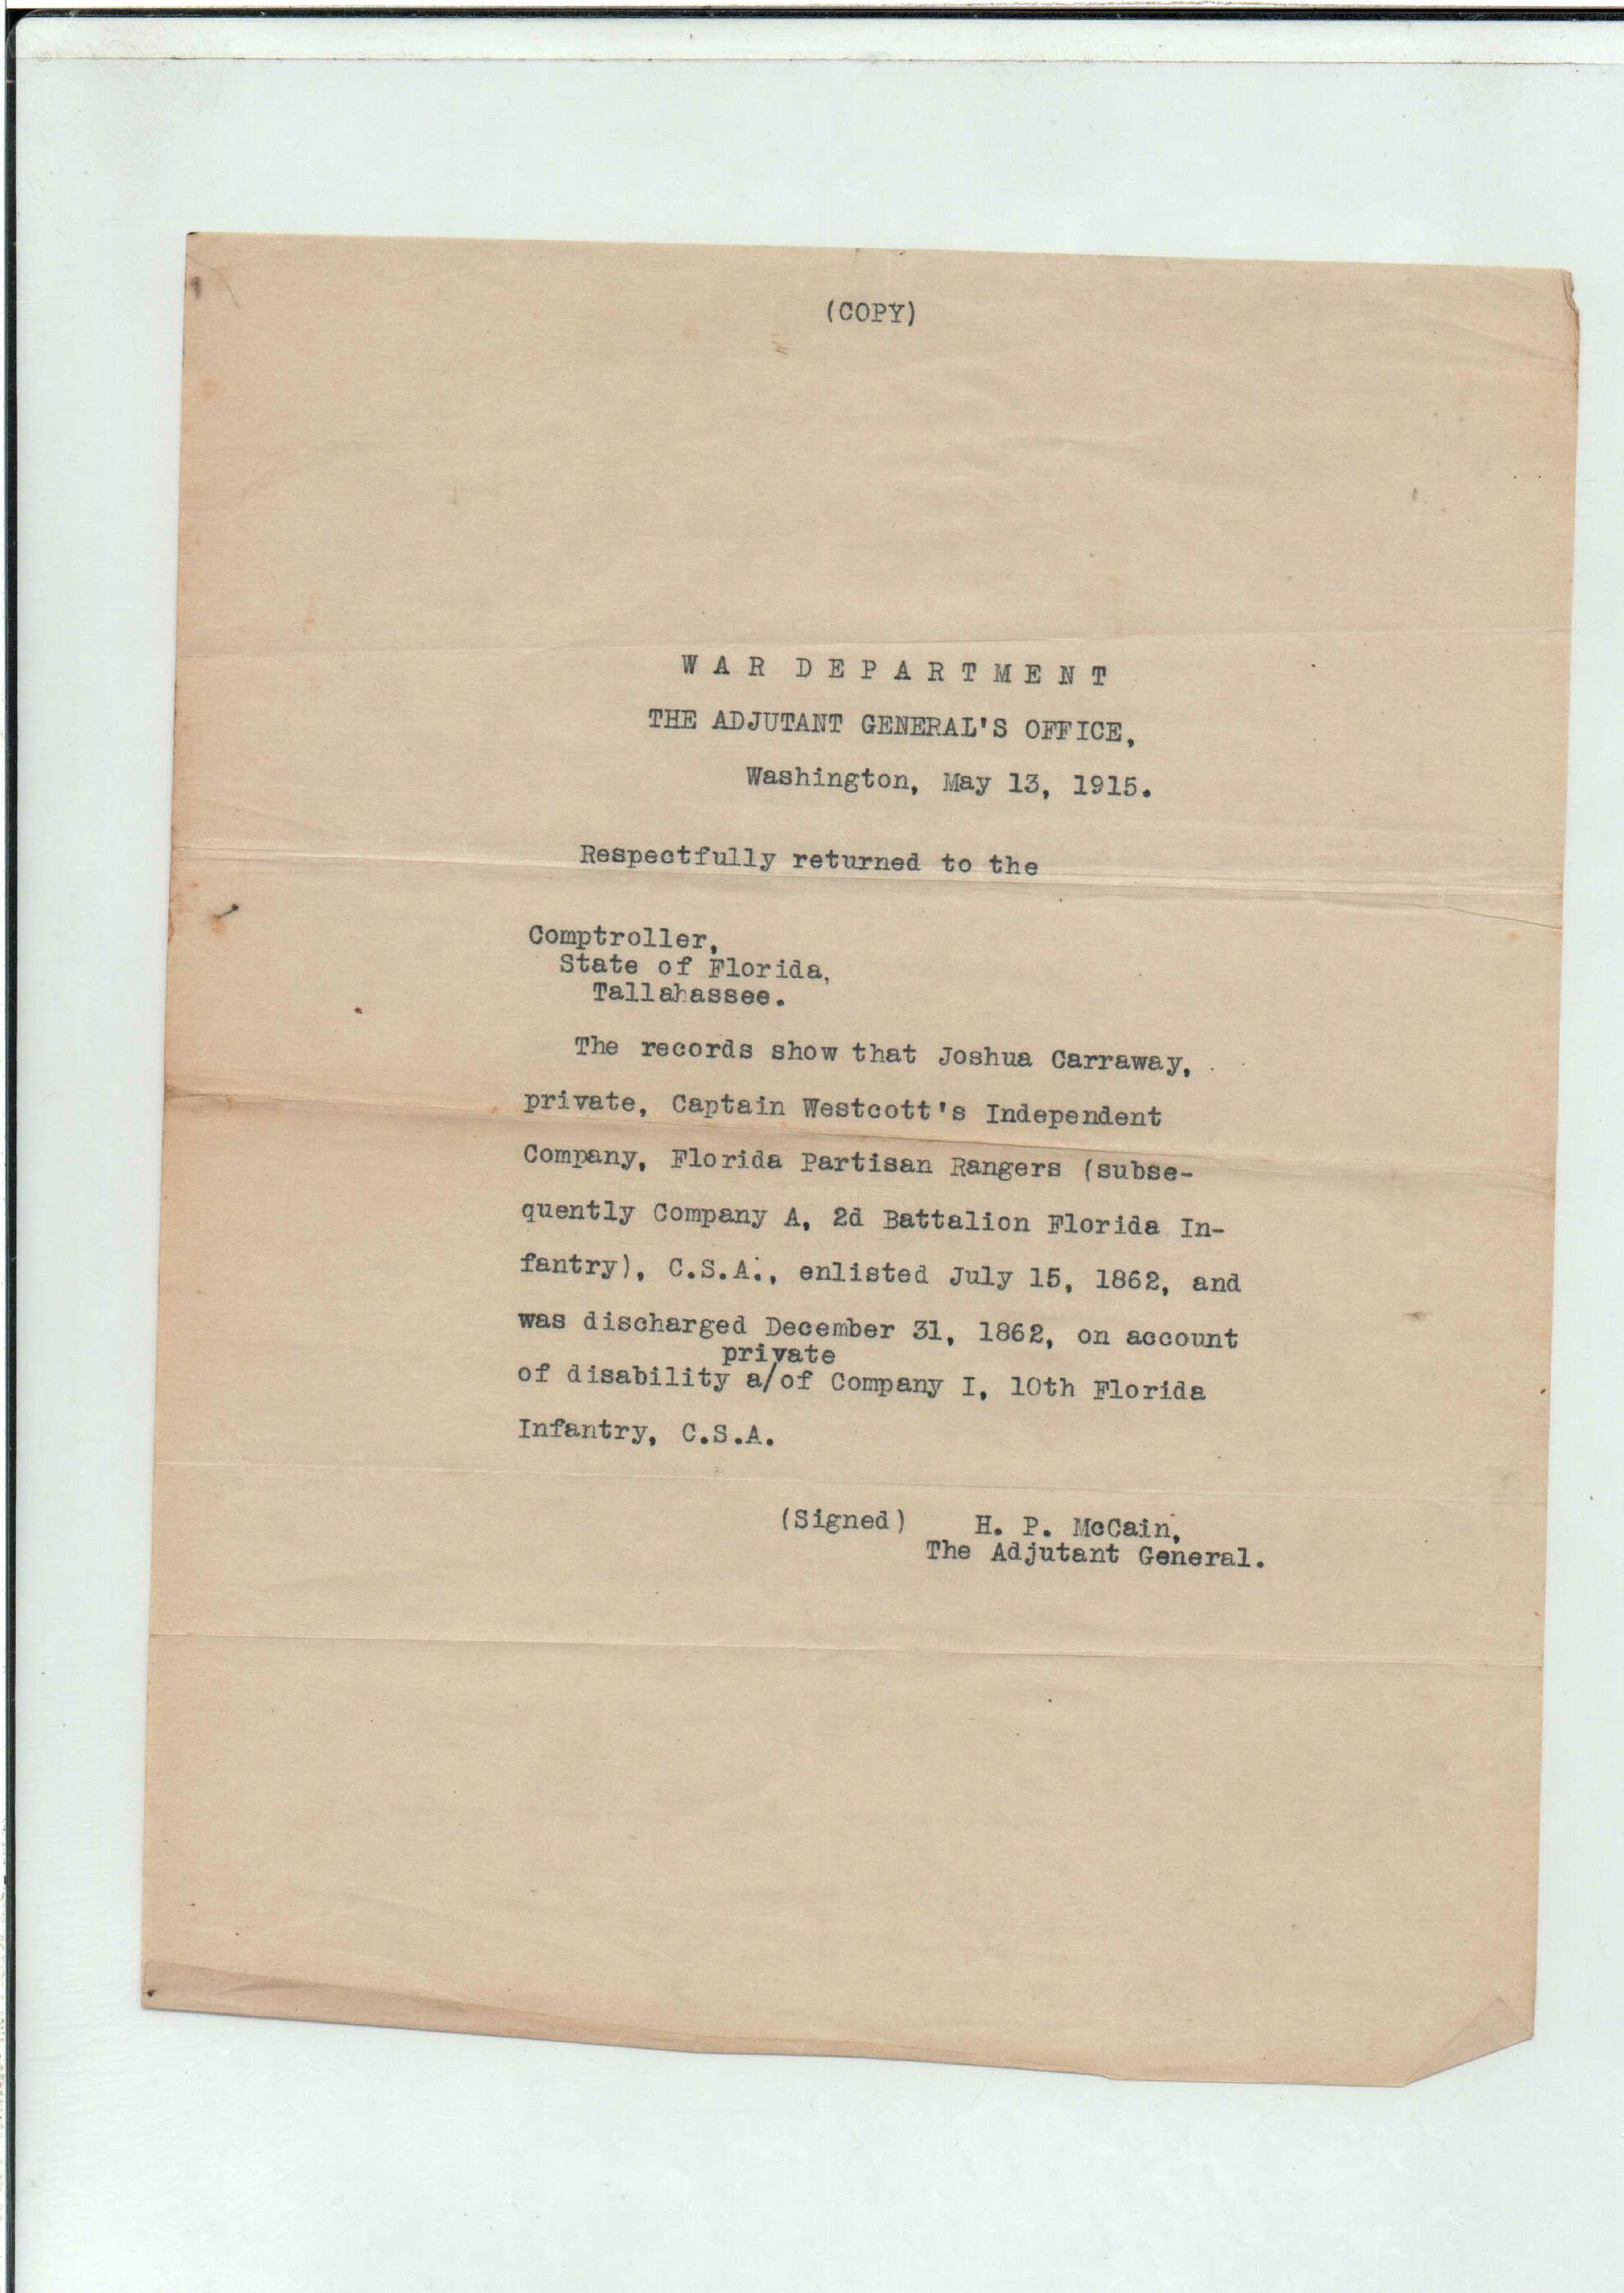 (COPY)
WAR DEPARTMENT
THE ADJUTANT GENERAL'S OFFICE,
Washington, May 13, 1915.
Respectfully returned to the
Comptroller,
State of Florida,
Tallahassee.
The records show that Joshua Carraway,
private, Captain Westcott's Independent
Company, Florida Partisan Rangers (subse-
quently Company A, 2d Battalion Florida In-
fantry), C.S.A., enlisted July 15, 1862, and
was discharged December 31, 1862, on account
private
of disability a/of Company I, 10th Florida
Infantry, C.S.A.
(Signed) H. P. McCain,
The Adjutant General.